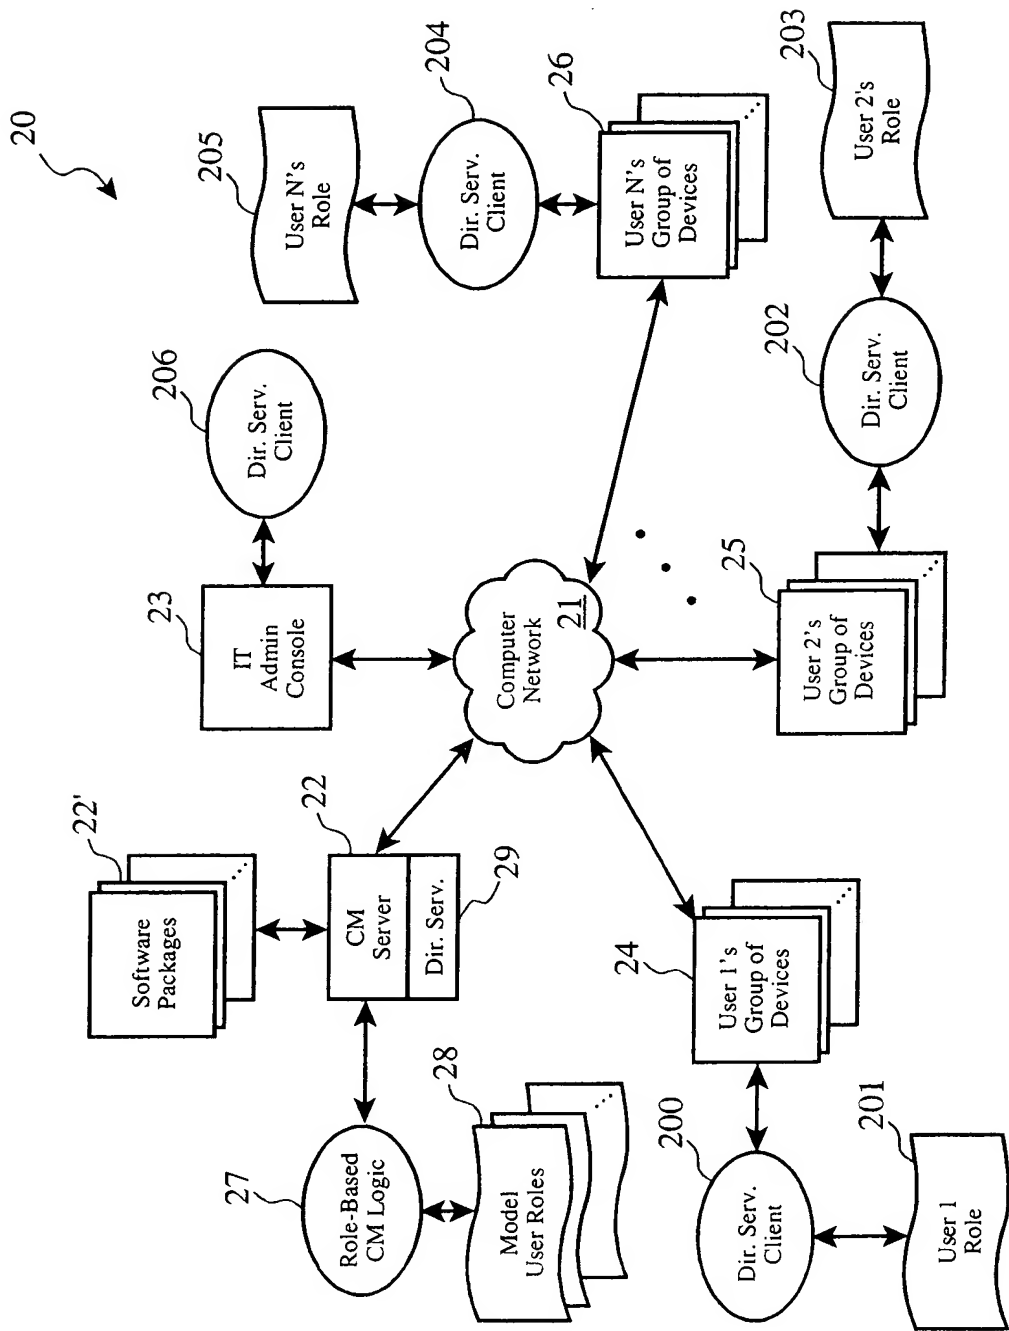 20
22'
Software
Packages
27
Role-Based
CM Logic
22
CM
Server
Dir. Serv.
29
28
Model
User Roles
23
IT
Admin
Console
206
Dir. Serv.
Client
205
User N's
Role
204
Dir. Serv.
Client
26
User N's
Group of
Devices
Computer
Network
21
200
Dir. Serv.
Client
201
User 1
Role
24
User 1's
Group of
Devices
25
User 2's
Group of
Devices
202
Dir. Serv.
Client
203
User 2's
Role